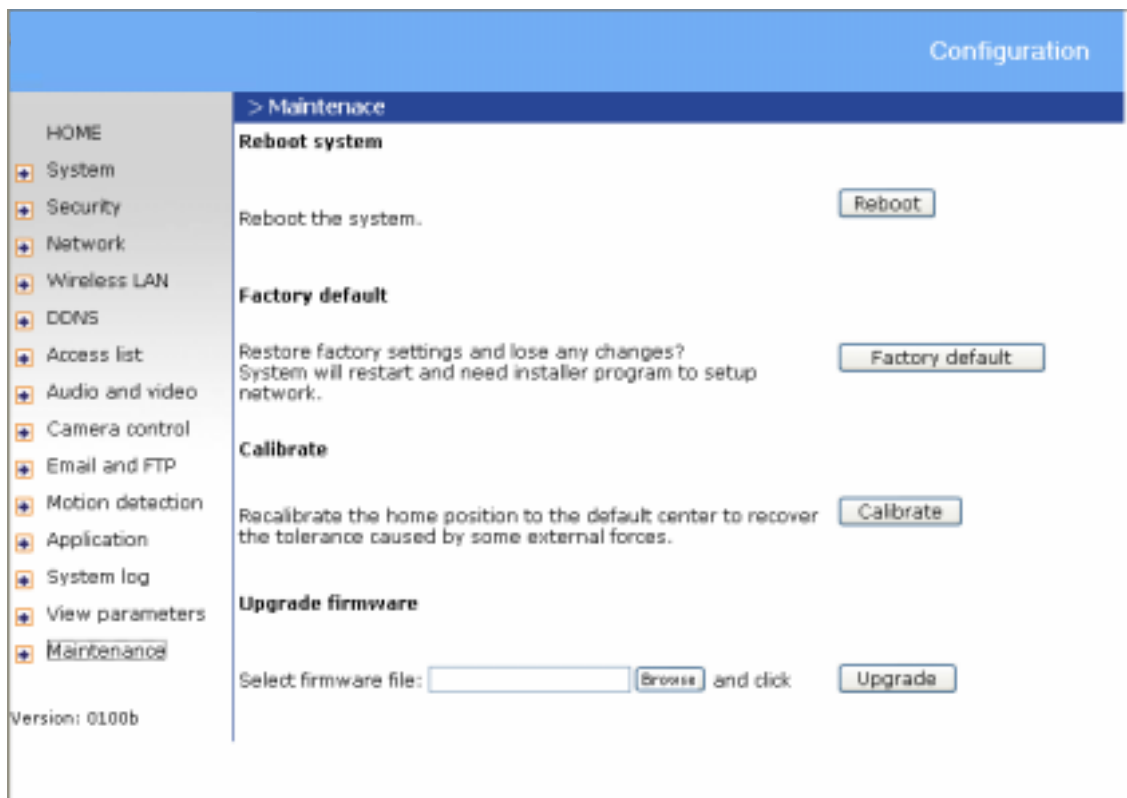 Configuration
> Maintenace
HOME
System
Security
Network
Wireless LAN
DDNS
Access list
Audio and video
Camera control
Email and FTP
Motion detection
Application
System log
View parameters
Maintenance
Version: 0100b
Reboot system
Reboot the system.
Reboot
Factory default
Restore factory settings and lose any changes?
System will restart and need installer program to setup
network.
Factory default
Calibrate
Recalibrate the home position to the default center to recover
the tolerance caused by some external forces.
Calibrate
Upgrade firmware
Select firmware file: Browse and click Upgrade